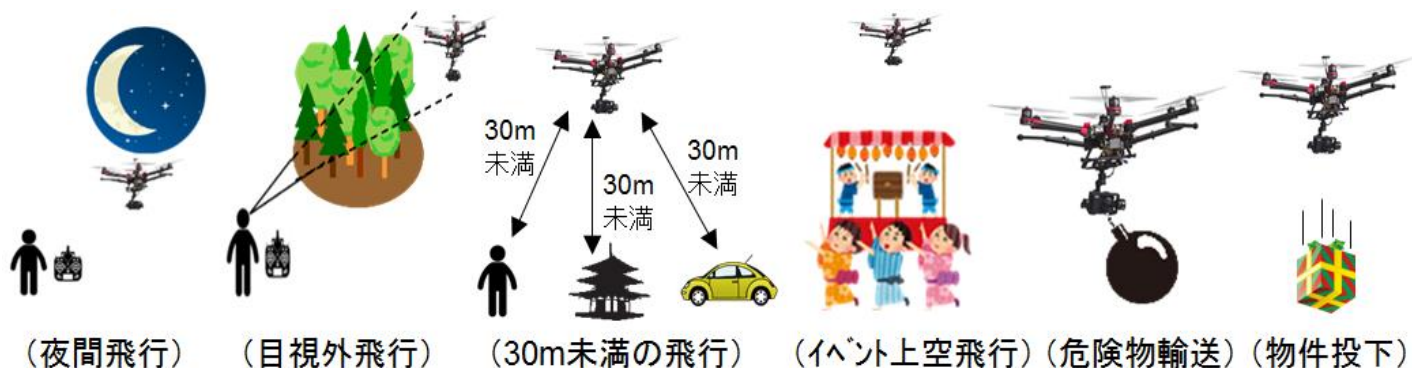 30m
未満
30m
未満
30m
未満
(夜間飛行)
(目視外飛行)
(30m未満の飛行)
(イベント上空飛行)
(危険物輸送)
(物件投下)